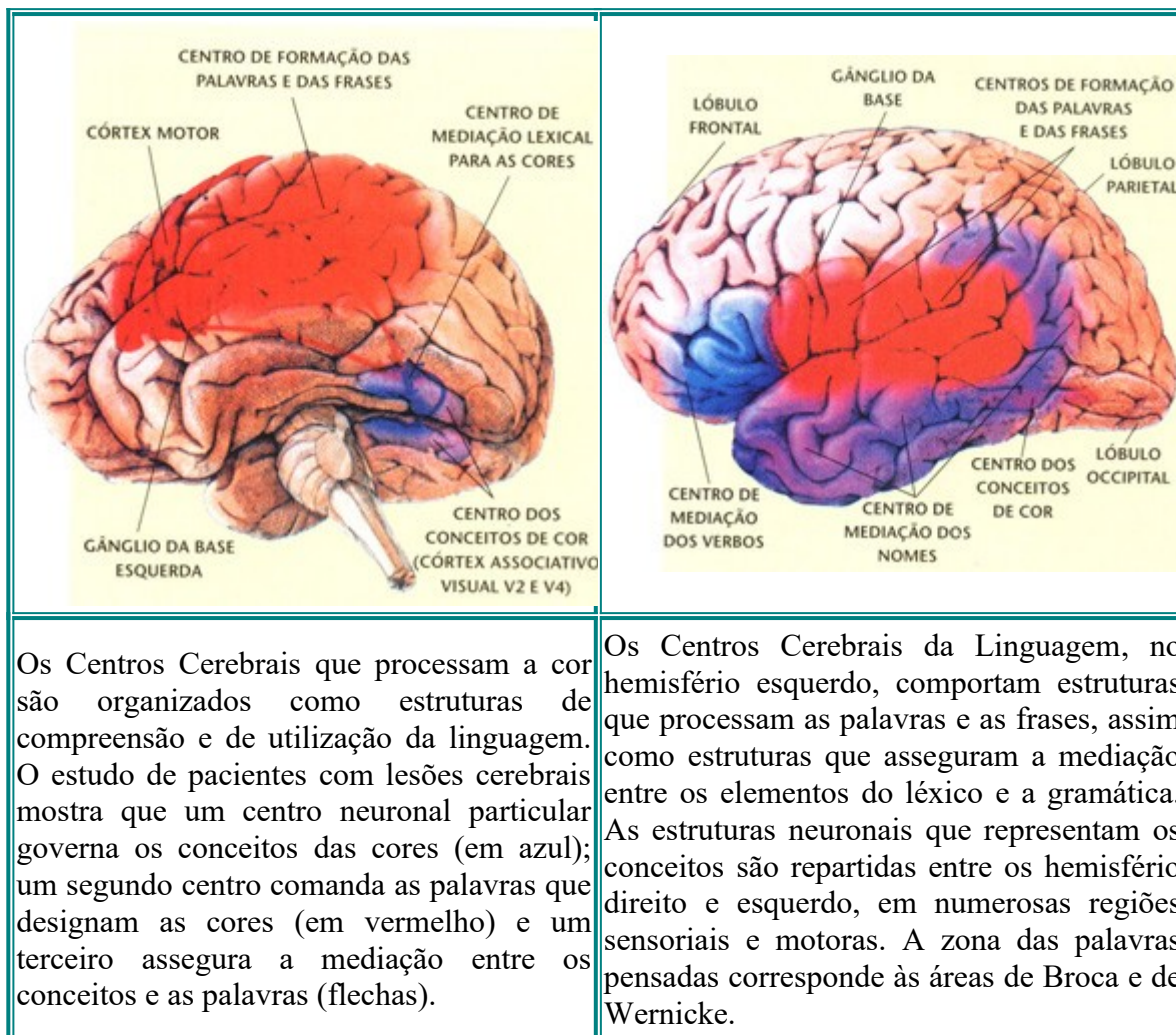 CENTRO DE FORMAÇÃO DAS
PALAVRAS E DAS FRASES
CÓRTEX MOTOR
CENTRO DE
MEDIAÇÃO LEXICAL
PARA AS CORES
GÂNGLIO DA BASE
ESQUERDA
CENTRO DOS
CONCEITOS DE COR
(CÓRTEX ASSOCIATIVO
VISUAL V2 E V4)
LÓBULO
FRONTAL
GÂNGLIO DA
BASE
CENTROS DE FORMAÇÃO
DAS PALAVRAS
E DAS FRASES
LÓBULO
PARIETAL
CENTRO DE
MEDIAÇÃO
DOS VERBOS
CENTRO DE
MEDIAÇÃO DOS
NOMES
CENTRO DOS
CONCEITOS
DE COR
LÓBULO
OCCIPITAL
Os Centros Cerebrais que processam a cor
são organizados como estruturas de
compreensão e de utilização da linguagem.
O estudo de pacientes com lesões cerebrais
mostra que um centro neuronal particular
governa os conceitos das cores (em azul);
um segundo centro comanda as palavras que
designam as cores (em vermelho) e um
terceiro assegura a mediação entre os
conceitos e as palavras (flechas).
Os Centros Cerebrais da Linguagem, no
hemisfério esquerdo, comportam estruturas
que processam as palavras e as frases, assim
como estruturas que asseguram a mediação
entre os elementos do léxico e a gramática.
As estruturas neuronais que representam os
conceitos são repartidas entre os hemisfério
direito e esquerdo, em numerosas regiões
sensoriais e motoras. A zona das palavras
pensadas corresponde às áreas de Broca e de
Wernicke.